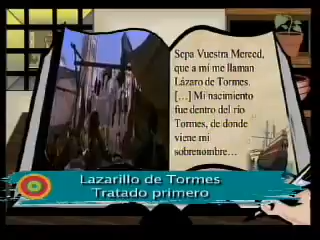 Sepa Vuestra Merced,
que a mí me llaman
Lázaro de Tormes.
[...] Mi nacimiento
fue dentro del río
Tormes, de donde
viene mi
sobrenombre...
Lazarillo de Tormes
Tratado primero